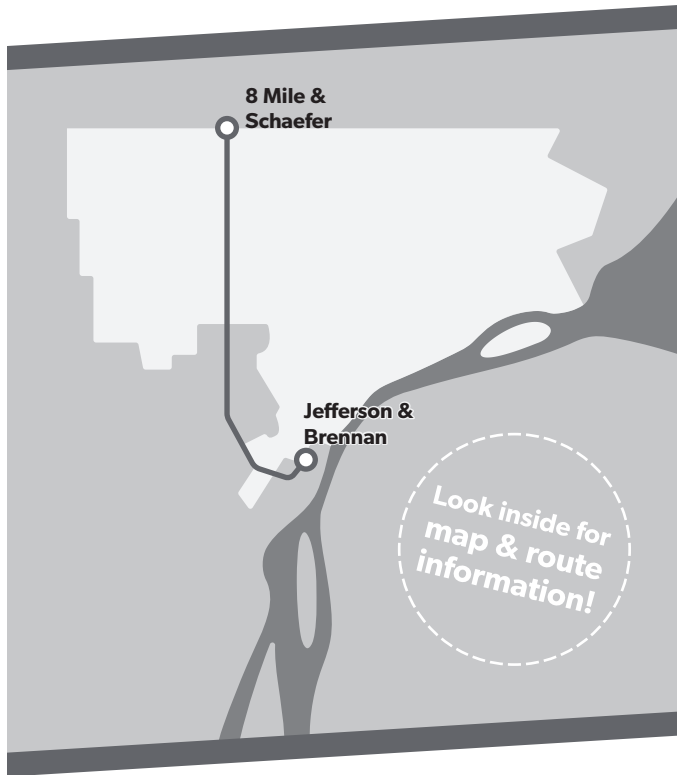 8 Mile &
Schaefer
Jefferson &
Brennan
Look inside for
map & route
information!